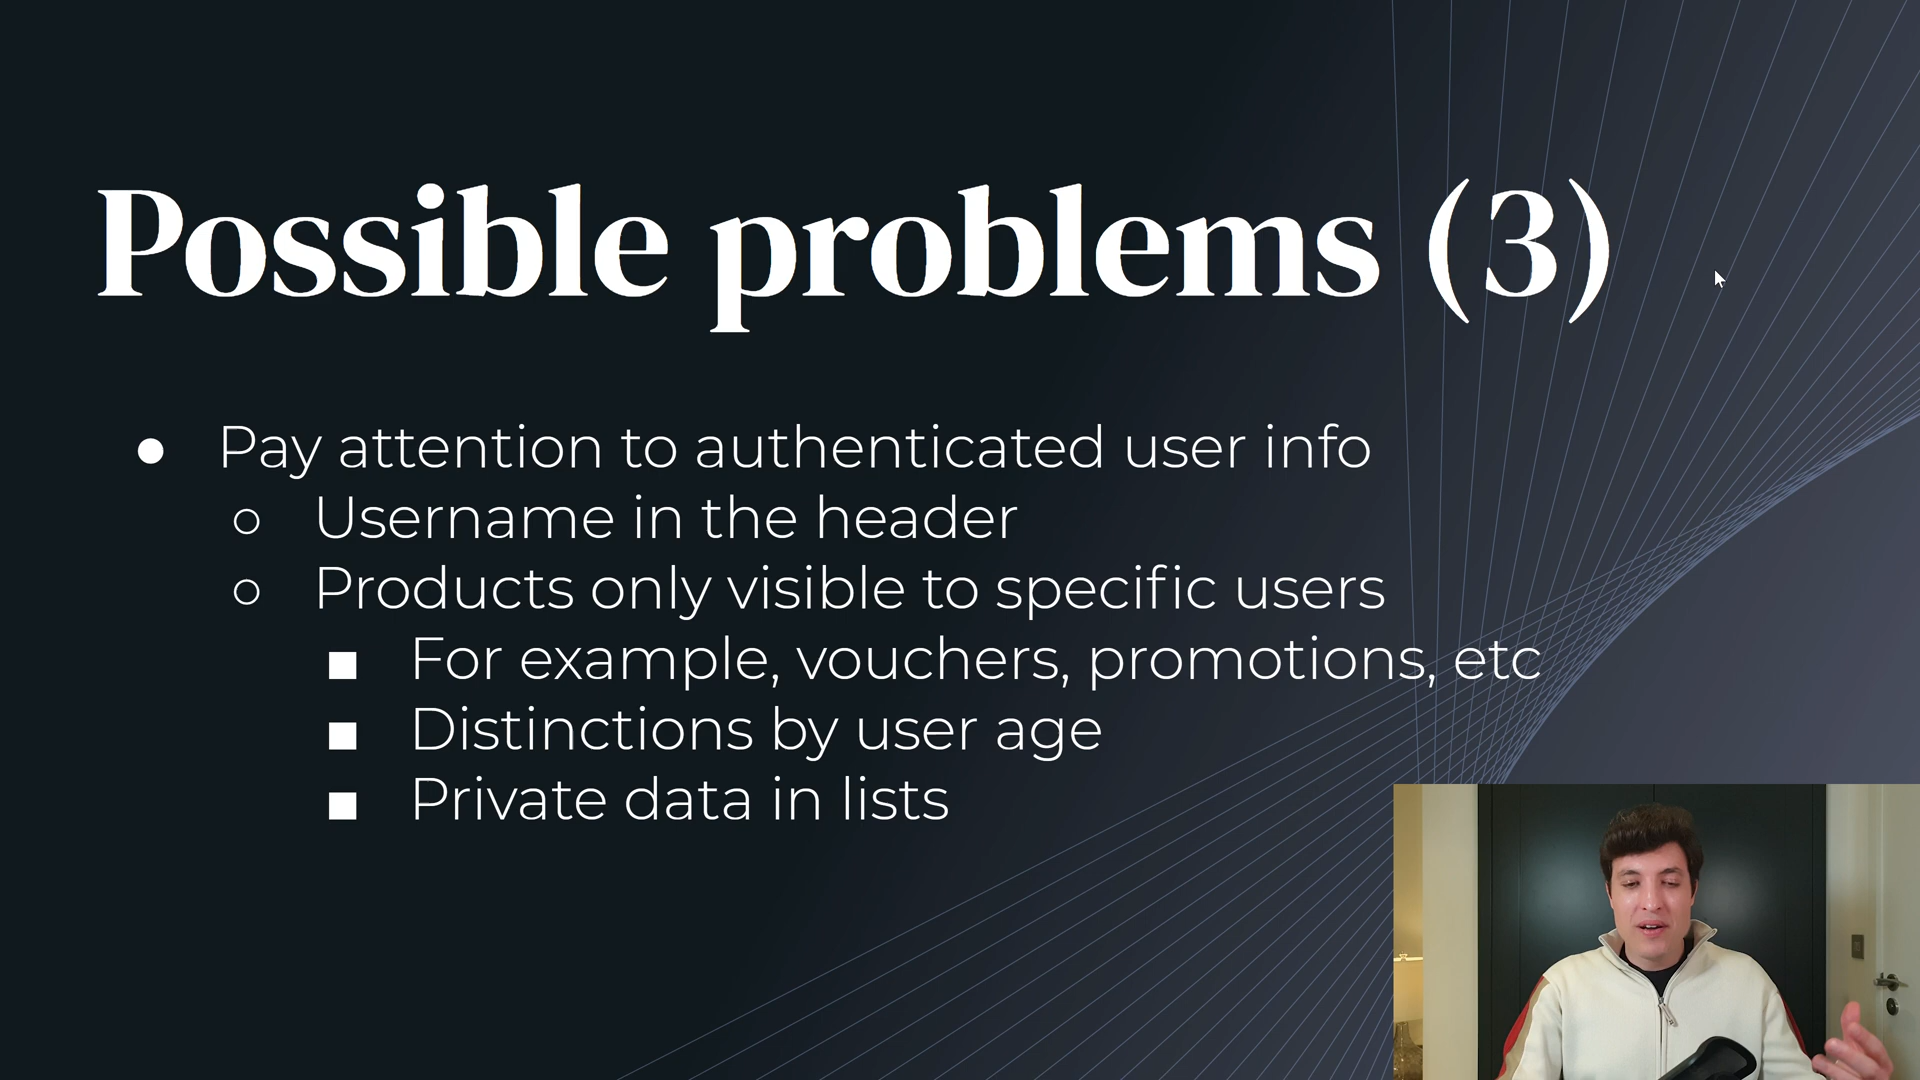 Possible problems (3)
● Pay attention to authenticated user info
○ Username in the header
○ Products only visible to specific users
■ For example, vouchers, promotions, etc
■ Distinctions by user age
■ Private data in lists